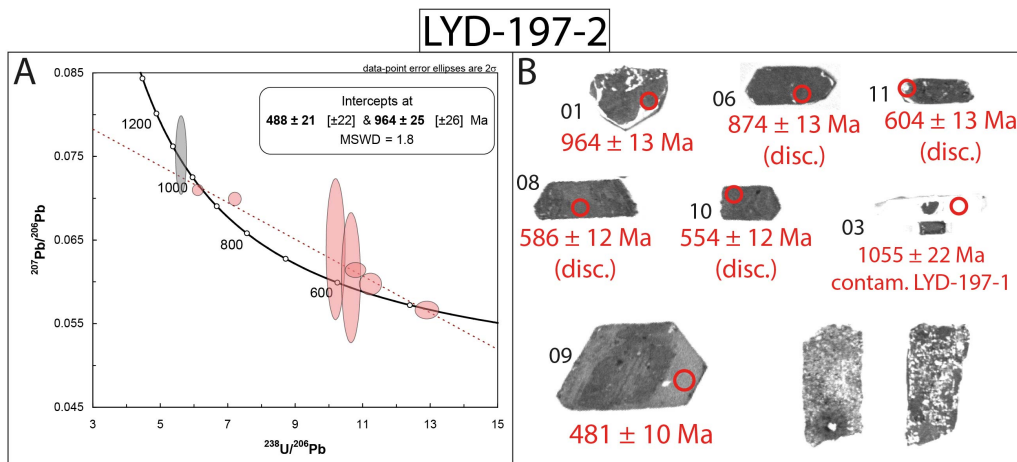 LYD-197-2
A
data-point error ellipses are 2σ
Intercepts at
488 ± 21 [±22] & 964 ± 25 [±26] Ma
MSWD = 1.8
0.085
0.075
0.065
0.055
0.045
²⁰⁷Pb/²⁰⁶Pb
1200
1000
800
600
3 5 7 9 11 13 15
²³⁸U/²⁰⁶Pb
B
01
964 ± 13 Ma
06
874 ± 13 Ma
(disc.)
11
604 ± 13 Ma
(disc.)
08
586 ± 12 Ma
(disc.)
10
554 ± 12 Ma
(disc.)
03
1055 ± 22 Ma
contam. LYD-197-1
09
481 ± 10 Ma